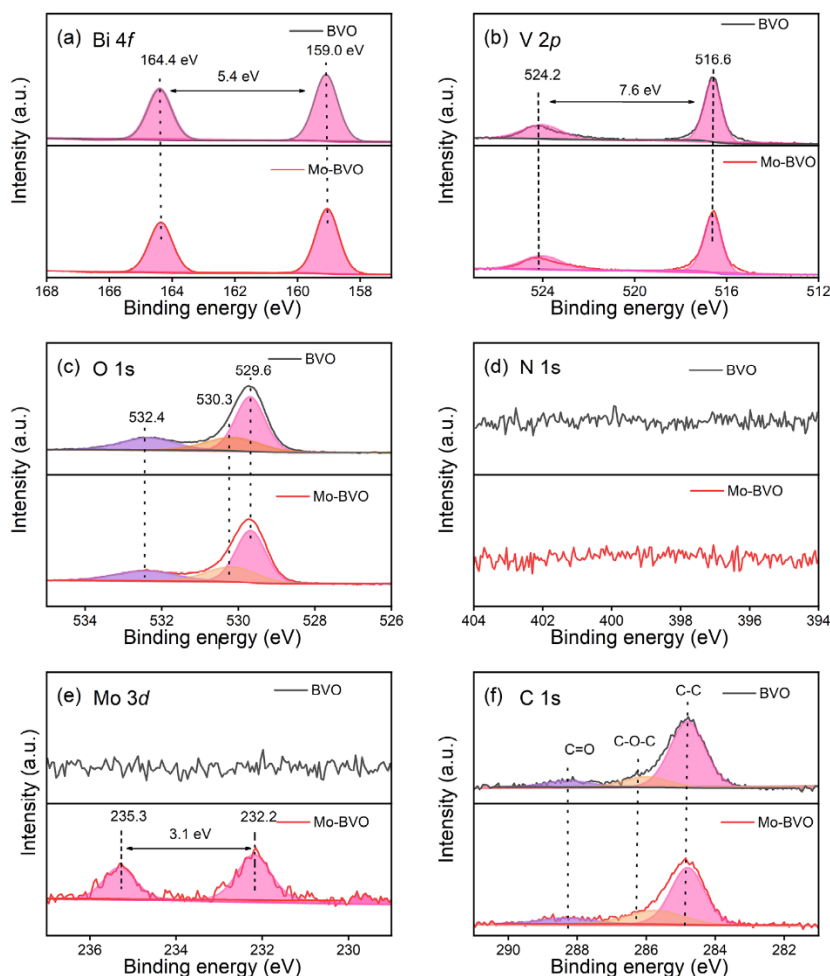 (a) Bi 4f
164.4 eV
159.0 eV
BVO
5.4 eV
Mo-BVO
Intensity (a.u.)
168 164 162 160 158
Binding energy (eV)
(b) V 2p
BVO
524.2
516.6
7.6 eV
Mo-BVO
Intensity (a.u.)
524 520 516 512
Binding energy (eV)
(c) O 1s
BVO
532.4
530.3
529.6
Mo-BVO
Intensity (a.u.)
534 532 530 528 526
Binding energy (eV)
(d) N 1s
BVO
Mo-BVO
Intensity (a.u.)
404 402 400 398 396 394
Binding energy (eV)
(e) Mo 3d
BVO
235.3
232.2
3.1 eV
Mo-BVO
Intensity (a.u.)
236 234 232 230
Binding energy (eV)
(f) C 1s
BVO
C=O
C-O-C
C-C
Mo-BVO
Intensity (a.u.)
290 288 286 284 282
Binding energy (eV)